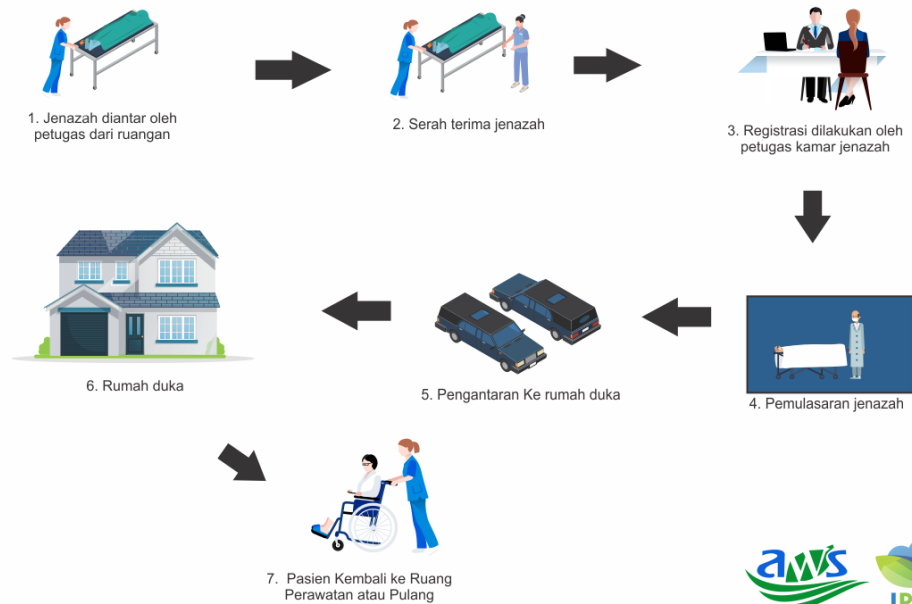 1. Jenazah diantar oleh
petugas dari ruangan
2. Serah terima jenazah
3. Registrasi dilakukan oleh
petugas kamar jenazah
4. Pemulasaran jenazah
5. Pengantaran Ke rumah duka
6. Rumah duka
7. Pasien Kembali ke Ruang
Perawatan atau Pulang
aws